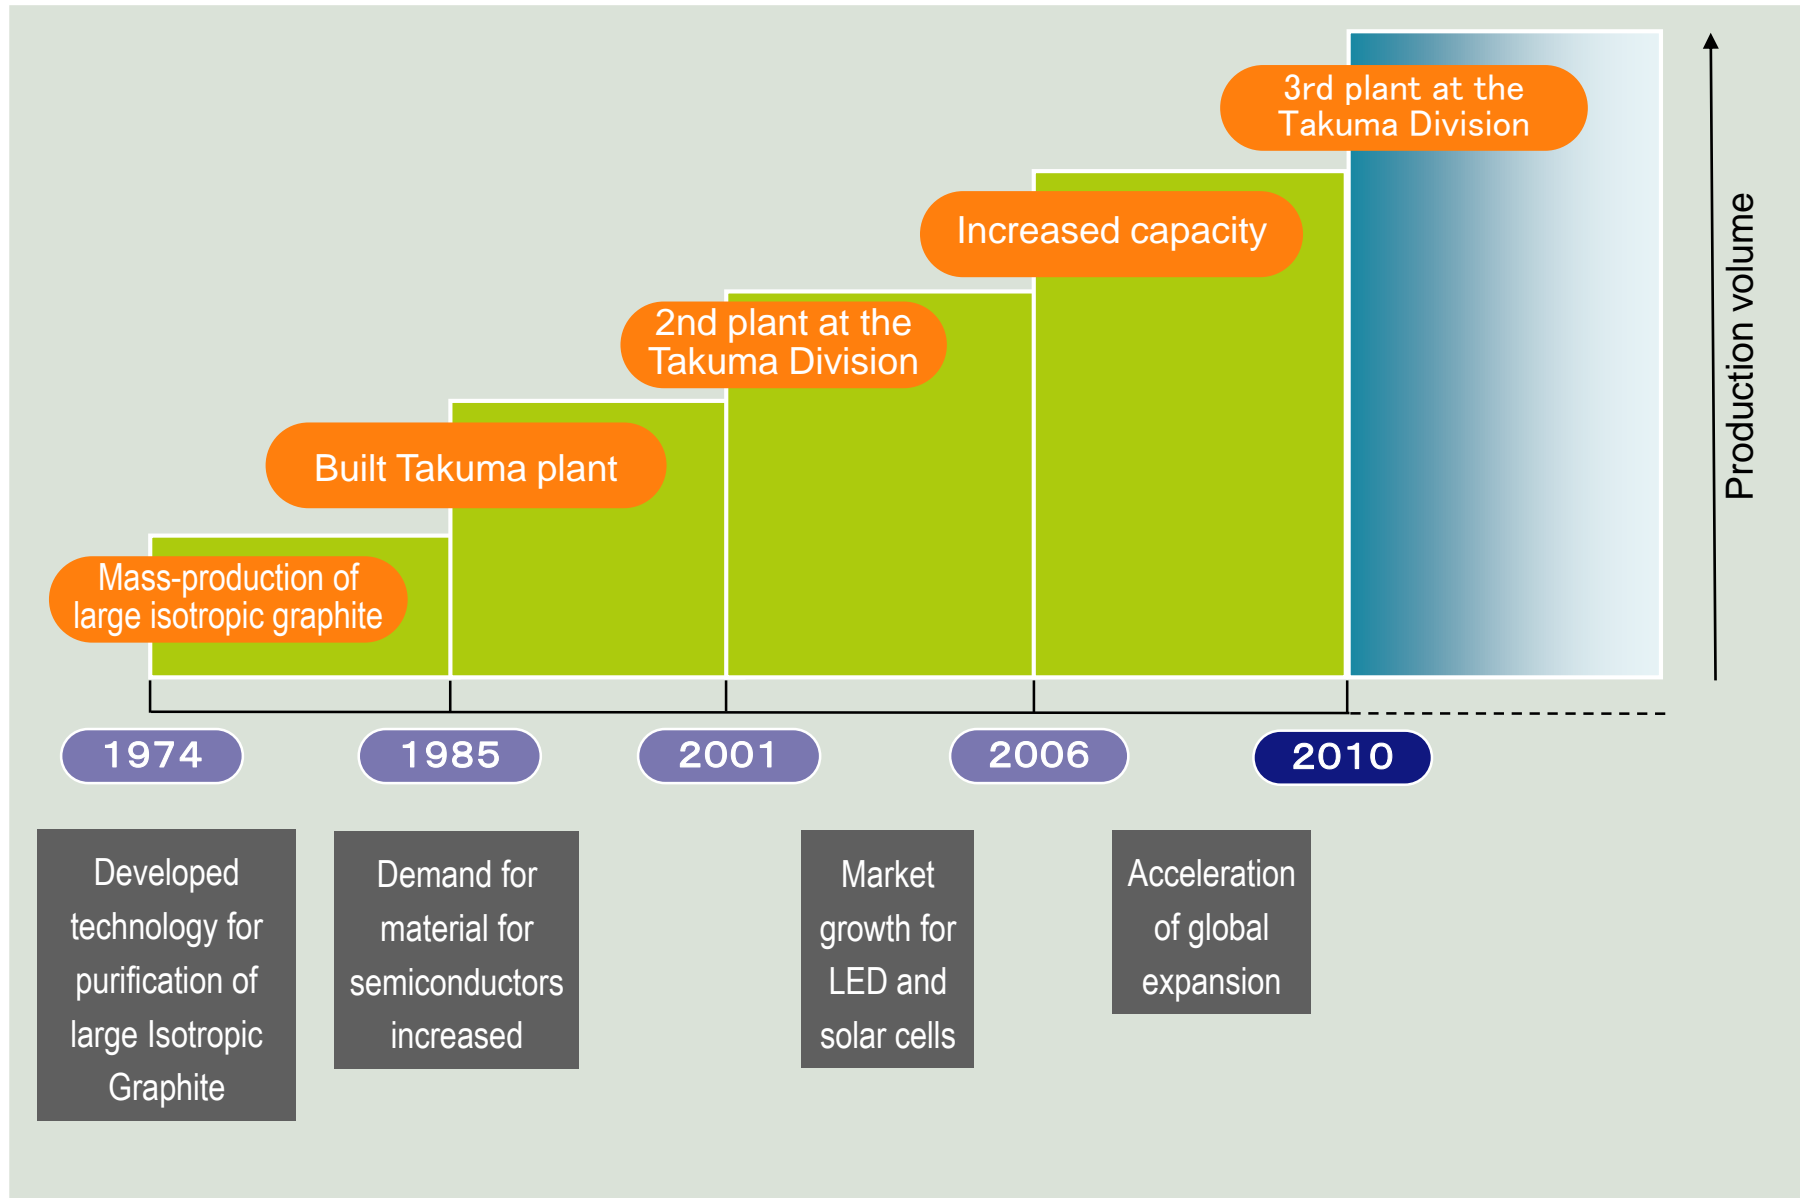 3rd plant at the
Takuma Division
Increased capacity
2nd plant at the
Takuma Division
Built Takuma plant
Mass-production of
large isotropic graphite
Production volume
1974
1985
2001
2006
2010
Developed
technology for
purification of
large Isotropic
Graphite
Demand for
material for
semiconductors
increased
Market
growth for
LED and
solar cells
Acceleration
of global
expansion